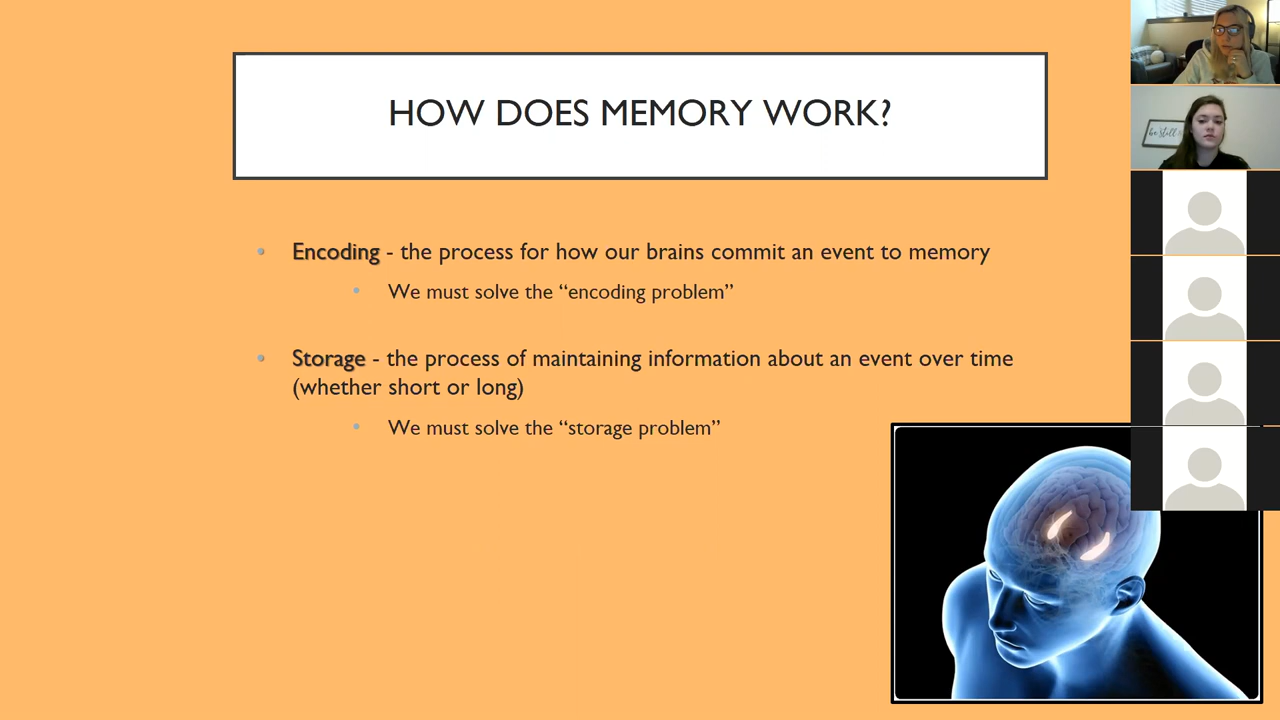 HOW DOES MEMORY WORK?
• Encoding - the process for how our brains commit an event to memory
• We must solve the “encoding problem”
• Storage - the process of maintaining information about an event over time
(whether short or long)
• We must solve the “storage problem”
be still